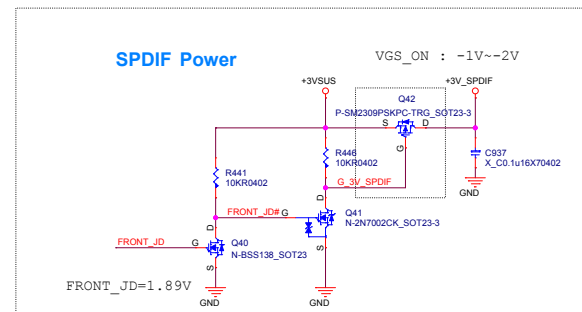 SPDIF Power
VGS_ON : -1V~-2V
+3VSUS
+3V_SPDIF
Q42
P-SM2309PSKPC-TRG_SOT23-3
S
D
G
R441
10KR0402
R446
10KR0402
C937
X_C0.1u16X70402
GND
G_3V_SPDIF
D
FRONT_JD#
G
Q41
N-2N7002CK_SOT23-3
D
S
FRONT_JD
G
Q40
N-BSS138_SOT23
S
FRONT_JD=1.89V
GND
GND